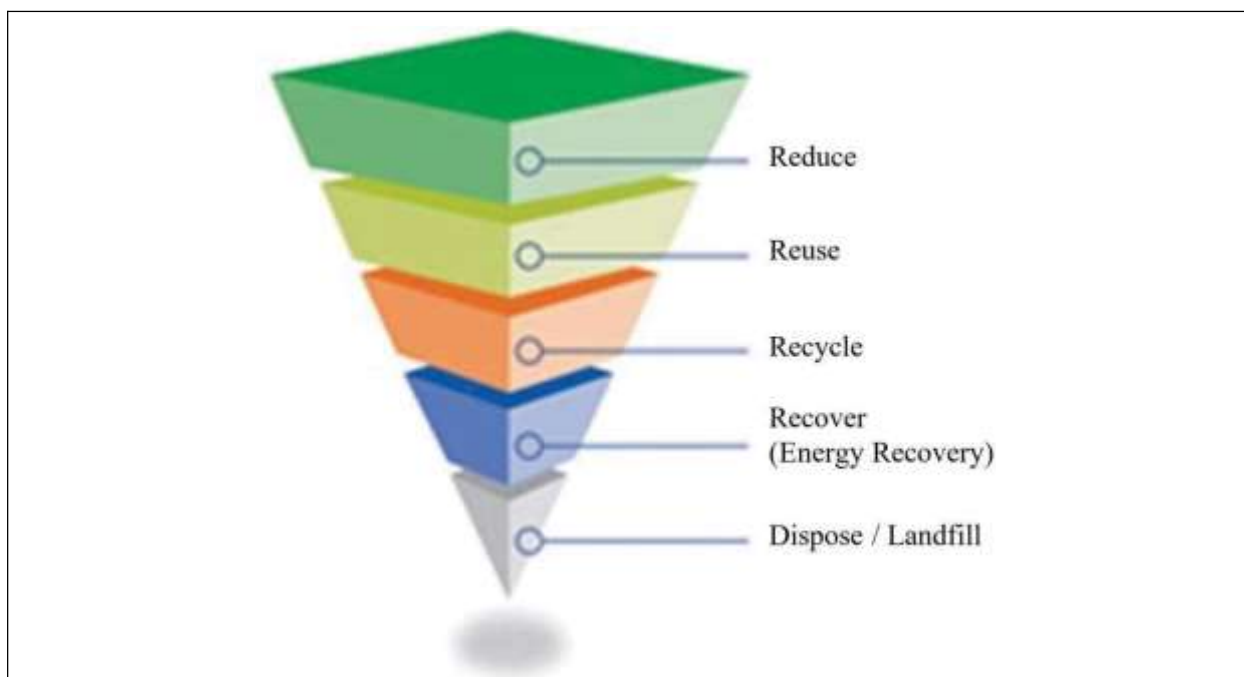 Reduce
Reuse
Recycle
Recover
(Energy Recovery)
Dispose / Landfill